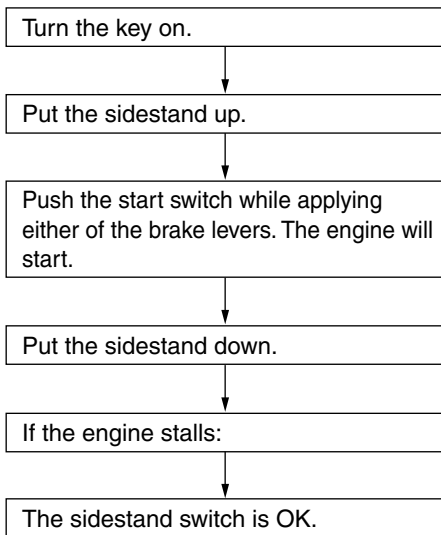 Turn the key on.
Put the sidestand up.
Push the start switch while applying
either of the brake levers. The engine will
start.
Put the sidestand down.
If the engine stalls:
The sidestand switch is OK.